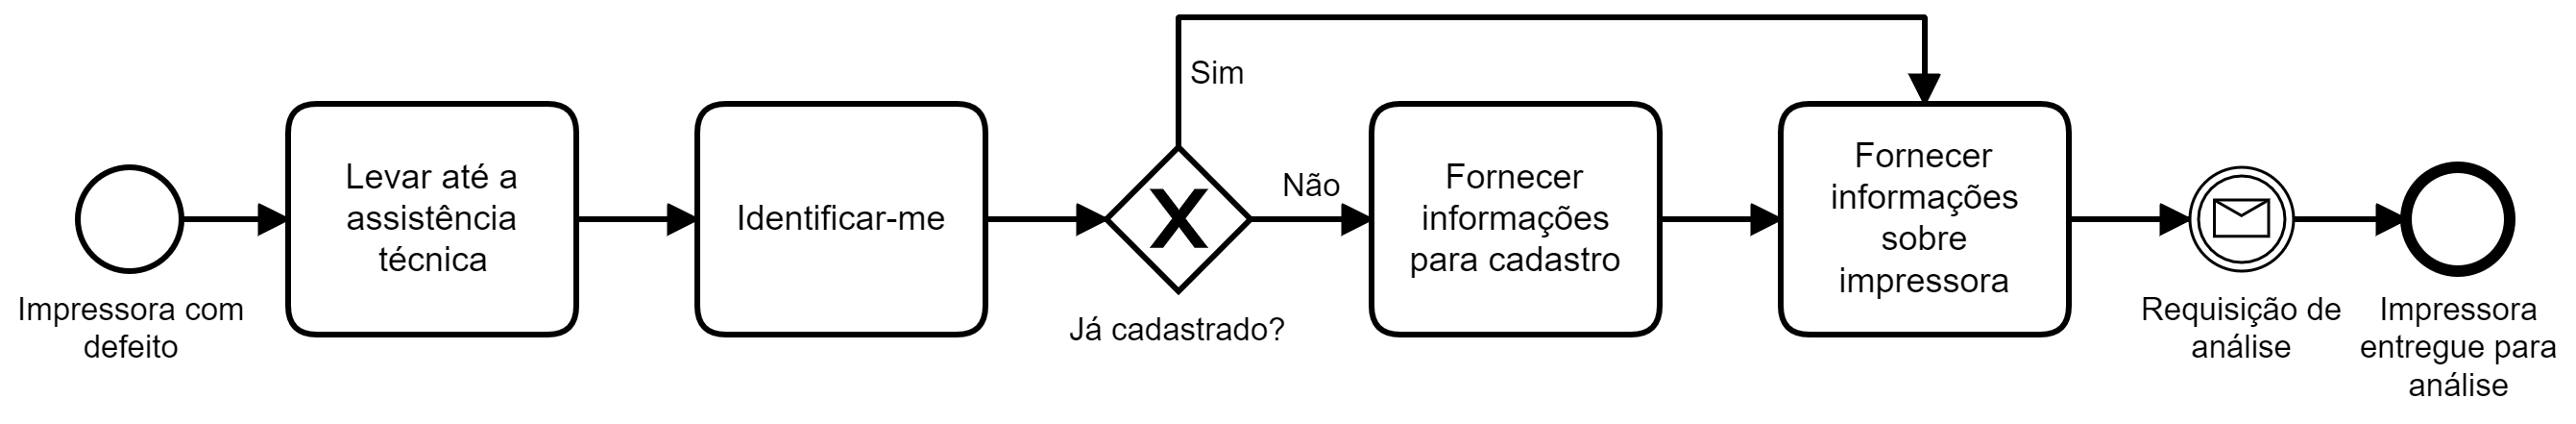 Impressora com
defeito
Levar até a
assistência
técnica
Identificar-me
Já cadastrado?
Sim
Não
Fornecer
informações
para cadastro
Fornecer
informações
sobre
impressora
Requisição de
análise
Impressora
entregue para
análise